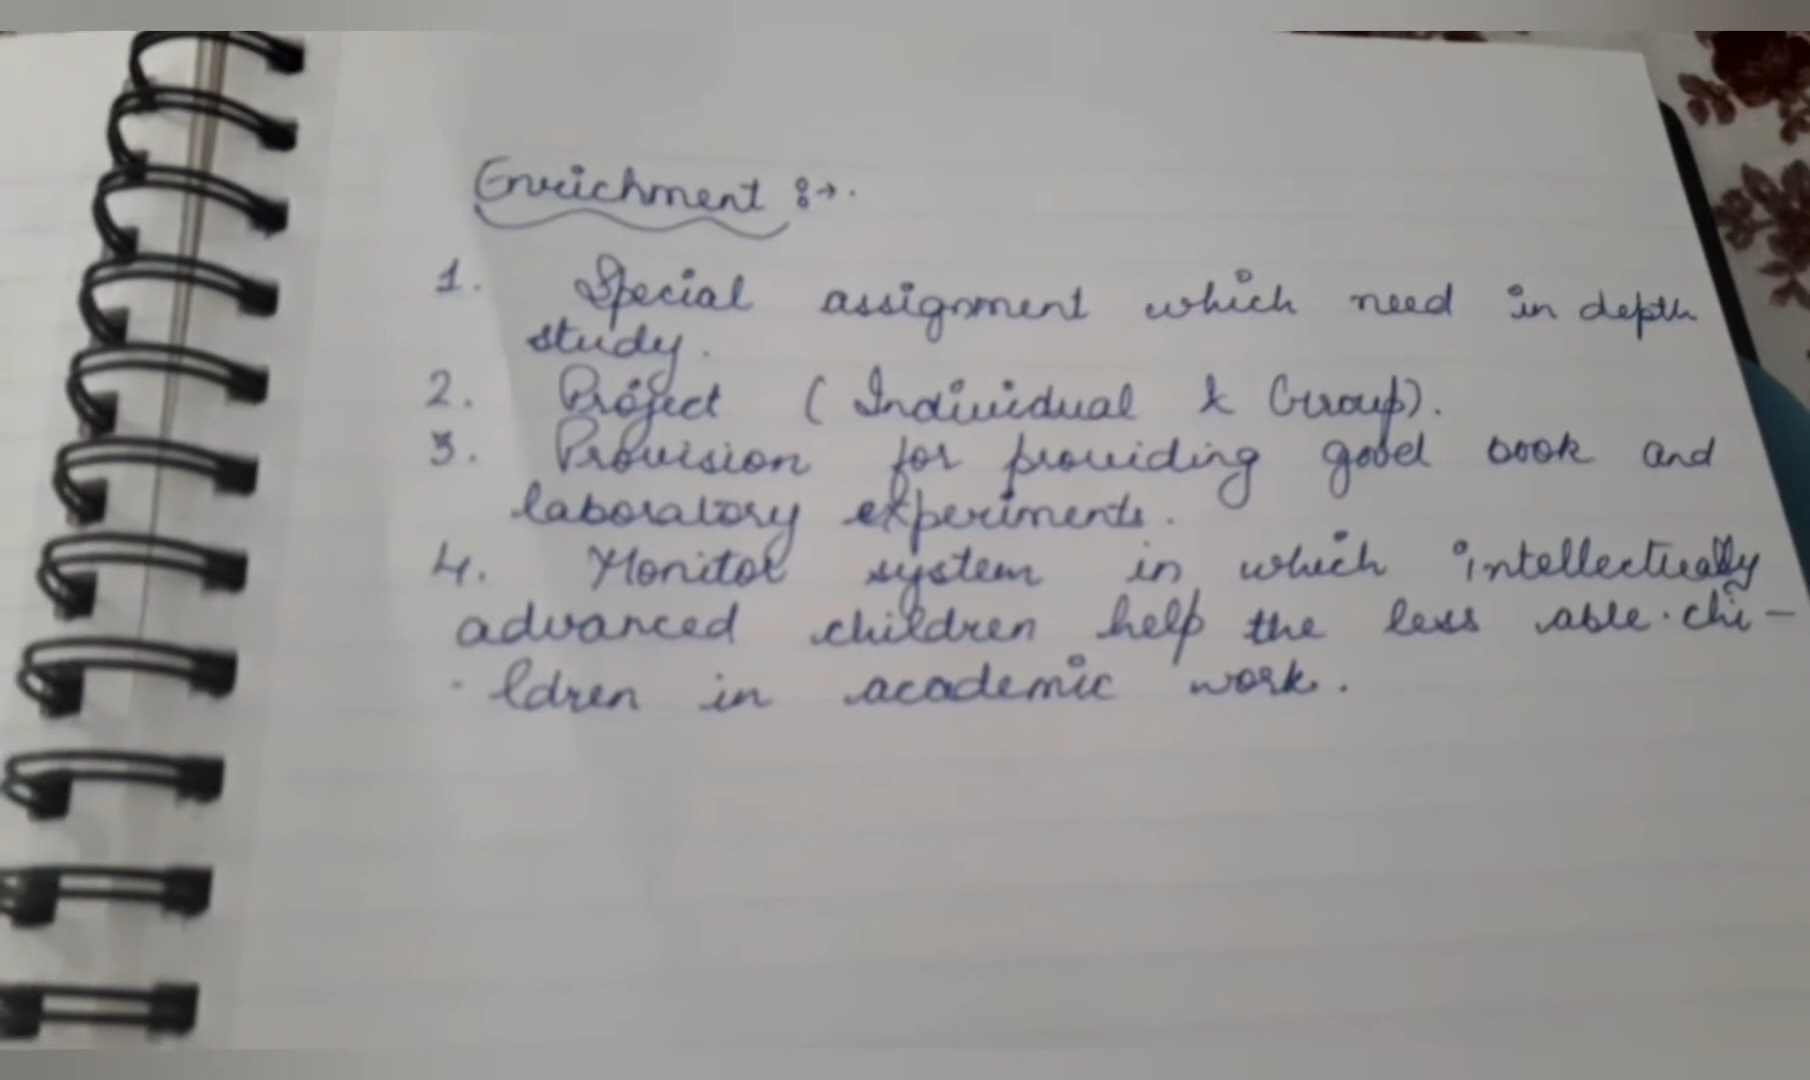 Enrichment :→.
1. Special assignment which need in depth
study.
2. Project (Individual & Group).
3. Provision for providing good book and
laboratory experiments.
4. Monitor system in which intellectually
advanced children help the less able chi-
-ldren in academic work.